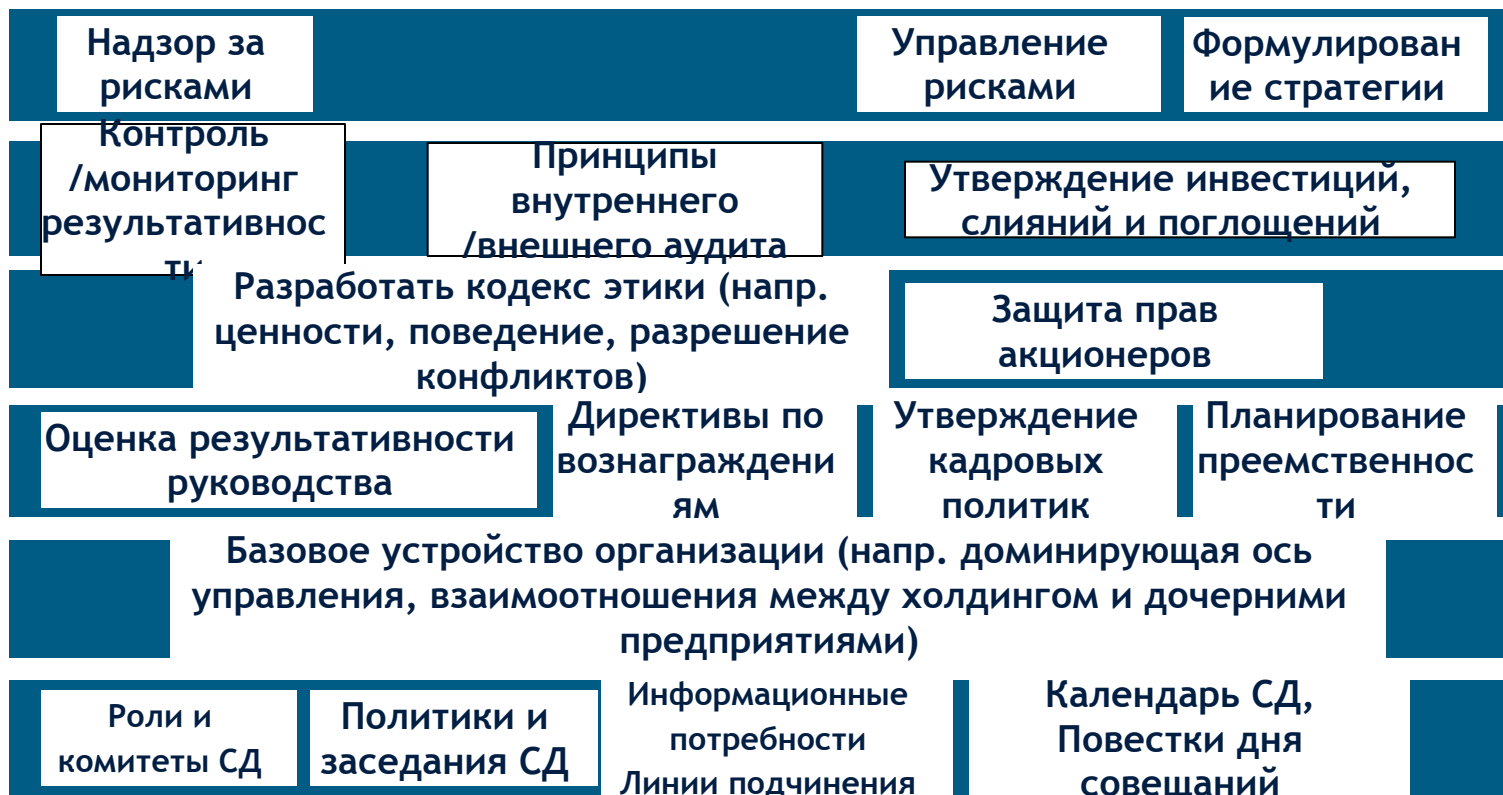 Надзор за
рисками
Управление
рисками
Формулирован
ие стратегии
Контроль
/мониторинг
результативнос
ти
Принципы
внутреннего
/внешнего аудита
Утверждение инвестиций,
слияний и поглощений
Разработать кодекс этики (напр.
ценности, поведение, разрешение
конфликтов)
Защита прав
акционеров
Оценка результативности
руководства
Директивы по
вознаграждени
ям
Утверждение
кадровых
политик
Планирование
преемственнос
ти
Базовое устройство организации (напр. доминирующая ось
управления, взаимоотношения между холдингом и дочерними
предприятиями)
Роли и
комитеты СД
Политики и
заседания СД
Информационные
потребности
Линии подчинения
Календарь СД,
Повестки дня
совещаний